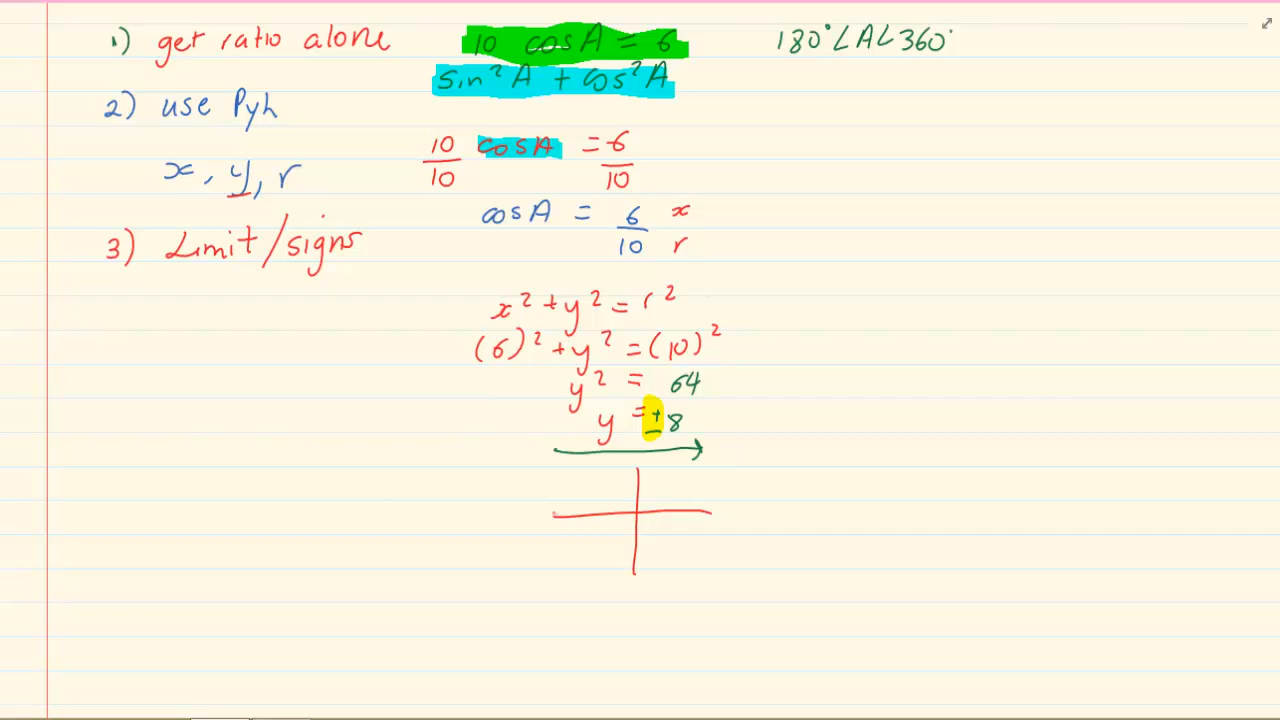 1) get ratio alone 10 cosA = 6 180°∠A∠360°
sin²A + cos²A
2) use Pyh
10/10 cosA = 6/10
x, y, r
cosA = 6/10 x/r
3) Limit/signs
x² + y² = r²
(6)² + y² = (10)²
y² = 64
y = ±8